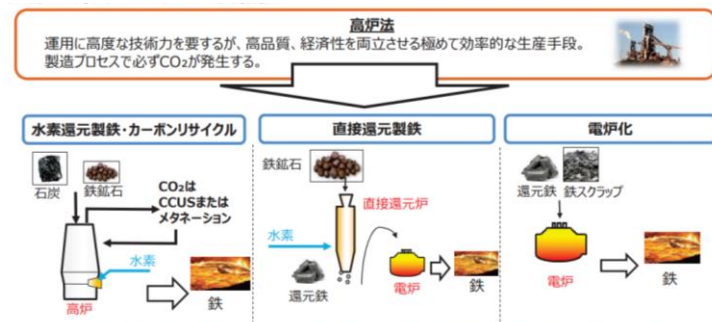 高炉法
運用に高度な技術力を要するが、高品質、経済性を両立させる極めて効率的な生産手段。
製造プロセスで必ずCO₂が発生する。
水素還元製鉄・カーボンリサイクル
石炭
鉄鉱石
CO₂は
CCUSまたは
メタネーション
水素
高炉
鉄
直接還元製鉄
鉄鉱石
直接還元炉
水素
還元鉄
電炉
鉄
電炉化
還元鉄
鉄スクラップ
電炉
鉄